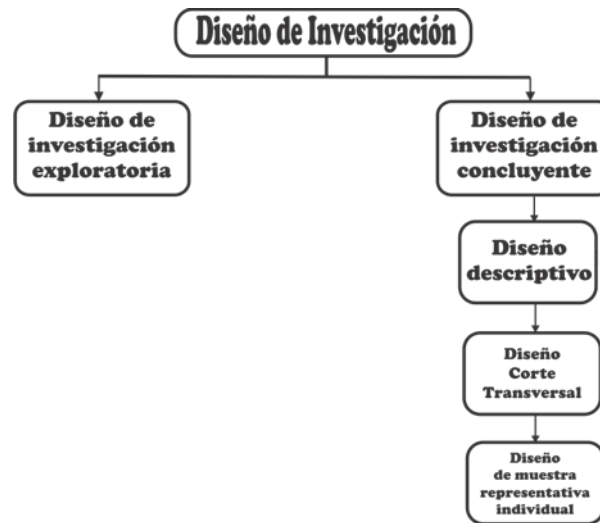 Diseño de Investigación
Diseño de
investigación
exploratoria
Diseño de
investigación
concluyente
Diseño
descriptivo
Diseño
Corte
Transversal
Diseño
de muestra
representativa
individual